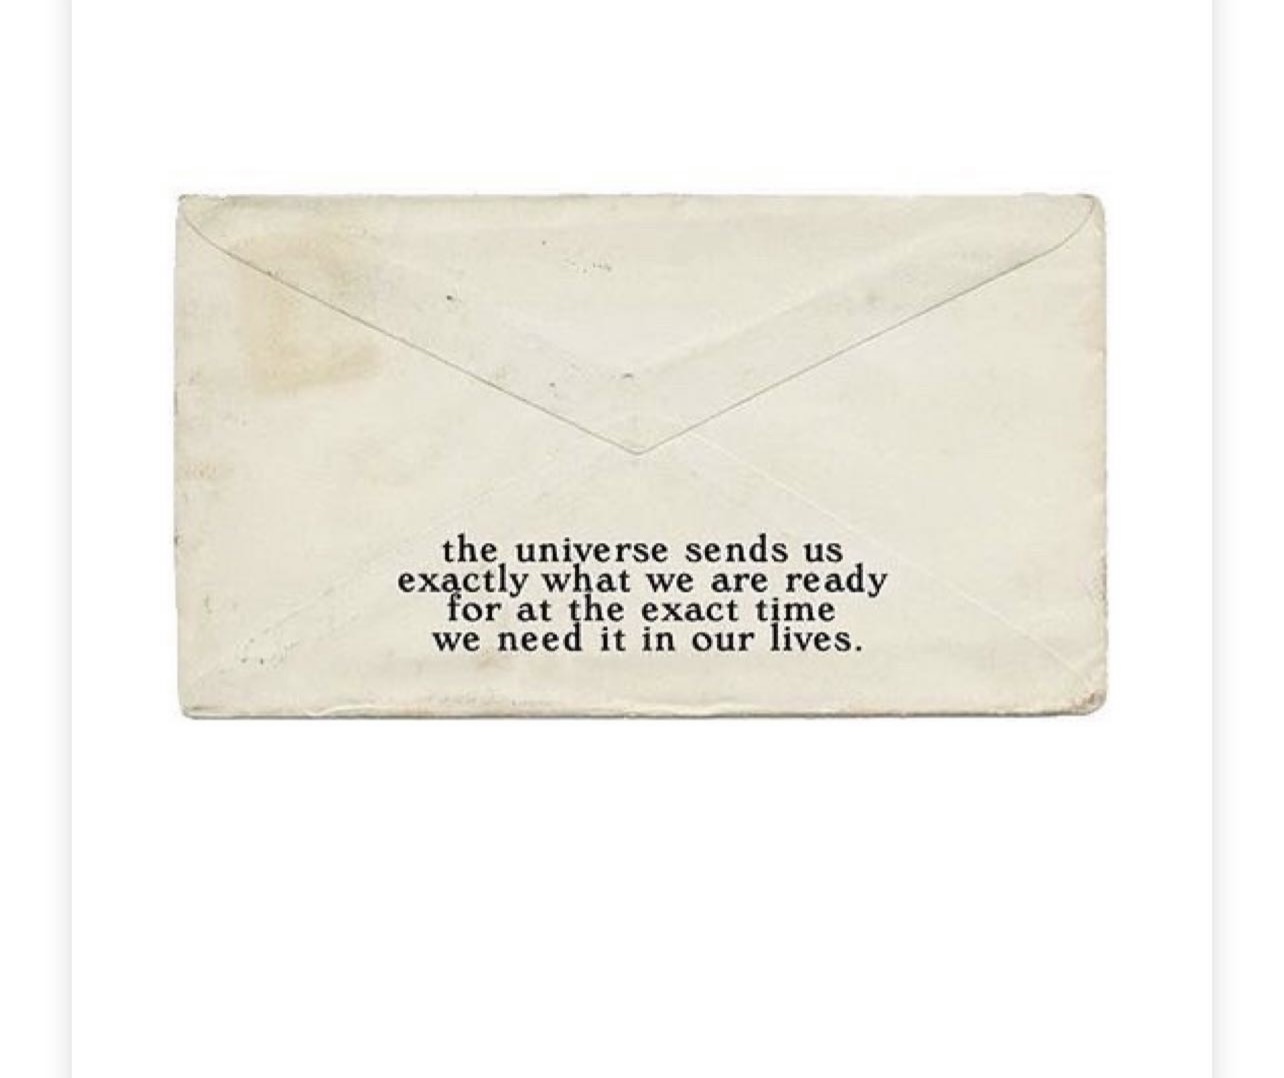 the universe sends us
exactly what we are ready
for at the exact time
we need it in our lives.